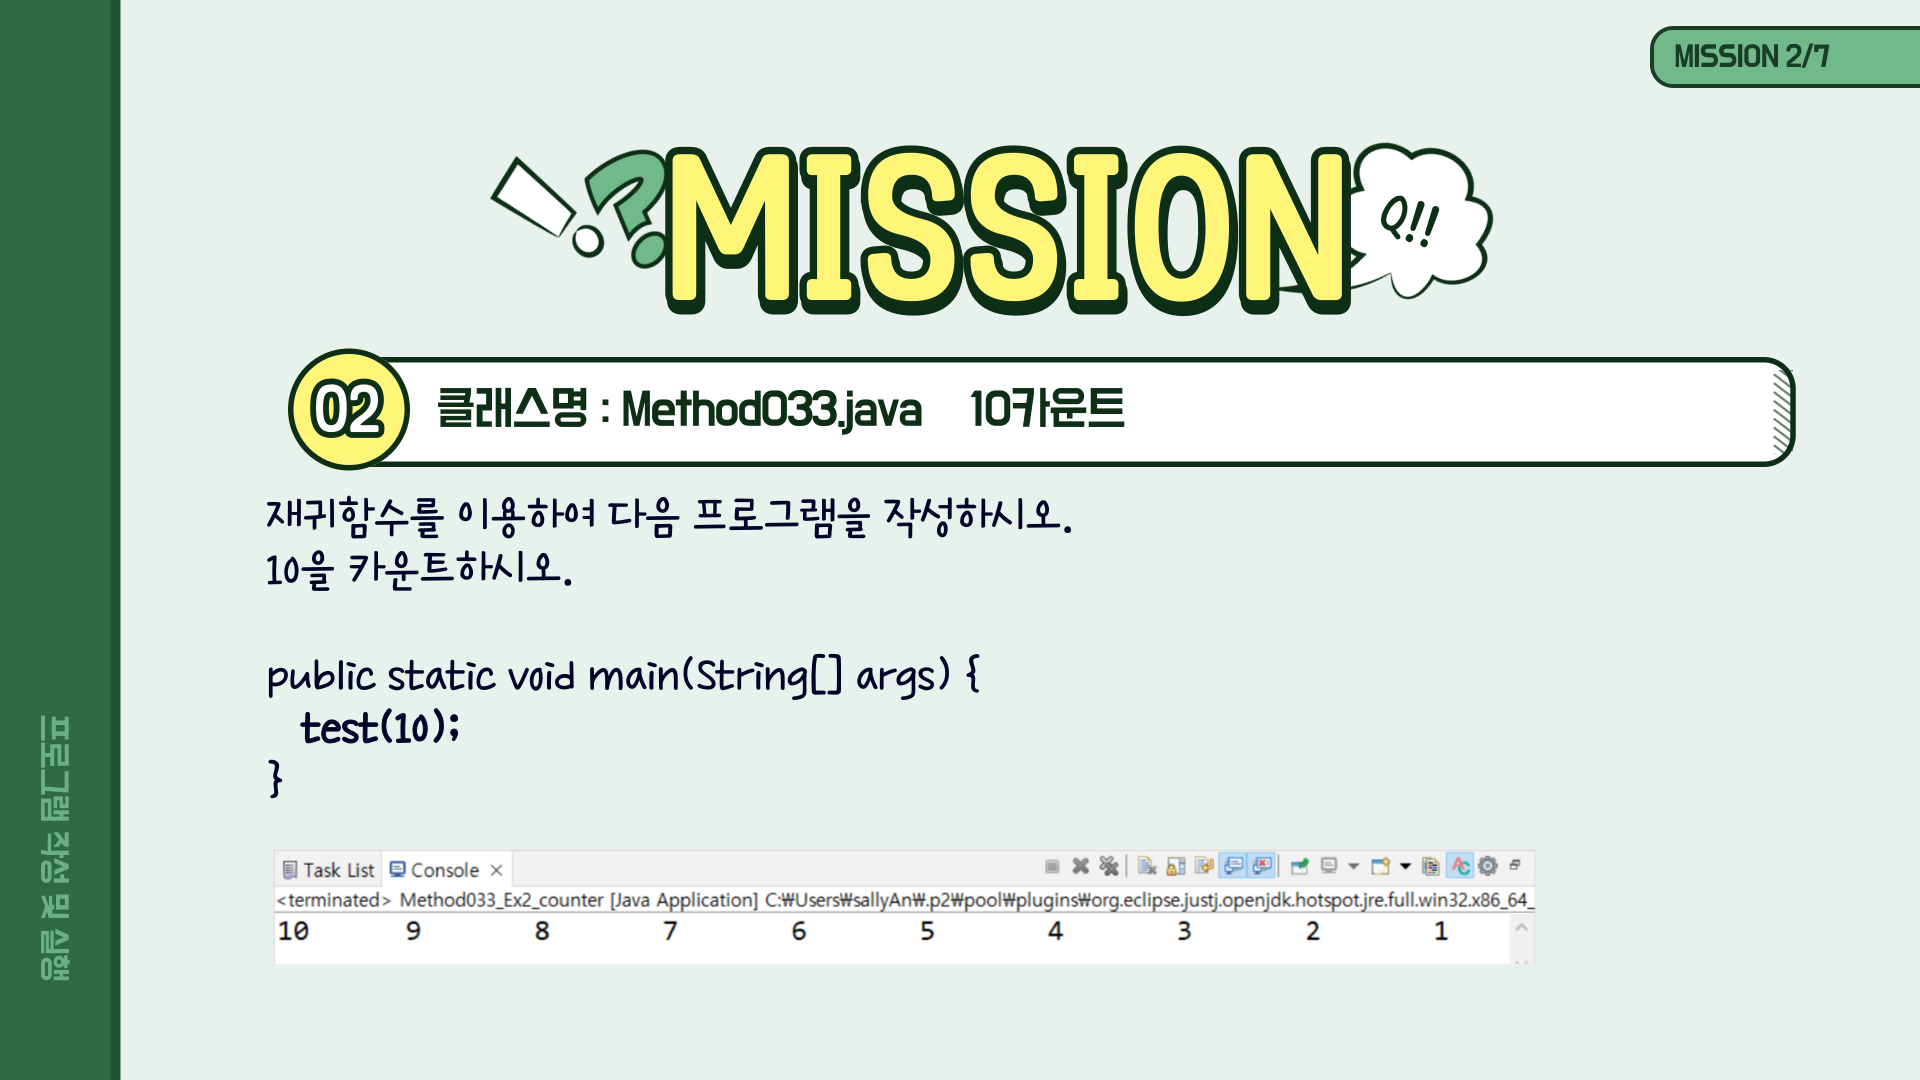 MISSION 2/7
MISSION
Q!!
02
클래스명 : Method033.java 10카운트
재귀함수를 이용하여 다음 프로그램을 작성하시오.
10을 카운트하시오.
public static void main(String[] args) {
test(10);
}
Task List Console
<terminated> Method033_Ex2_counter [Java Application] C:₩Users₩sallyAn₩.p2₩pool₩plugins₩org.eclipse.justj.openjdk.hotspot.jre.full.win32.x86_64_
10 9 8 7 6 5 4 3 2 1
프로그램 작성 및 실행